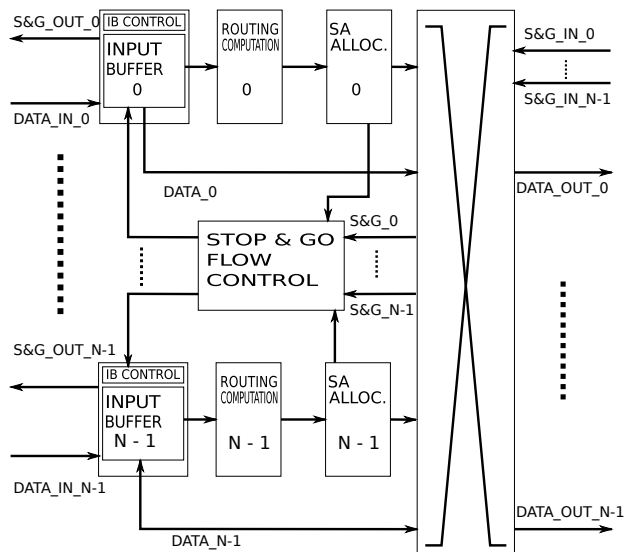 S&G_OUT_0
IB CONTROL
INPUT
BUFFER
0
ROUTING
COMPUTATION
0
SA
ALLOC.
0
S&G_IN_0
S&G_IN_N-1
DATA_IN_0
DATA_0
DATA_OUT_0
STOP & GO
FLOW
CONTROL
S&G_0
S&G_N-1
S&G_OUT_N-1
IB CONTROL
INPUT
BUFFER
N - 1
ROUTING
COMPUTATION
N - 1
SA
ALLOC.
N - 1
DATA_IN_N-1
DATA_N-1
DATA_OUT_N-1